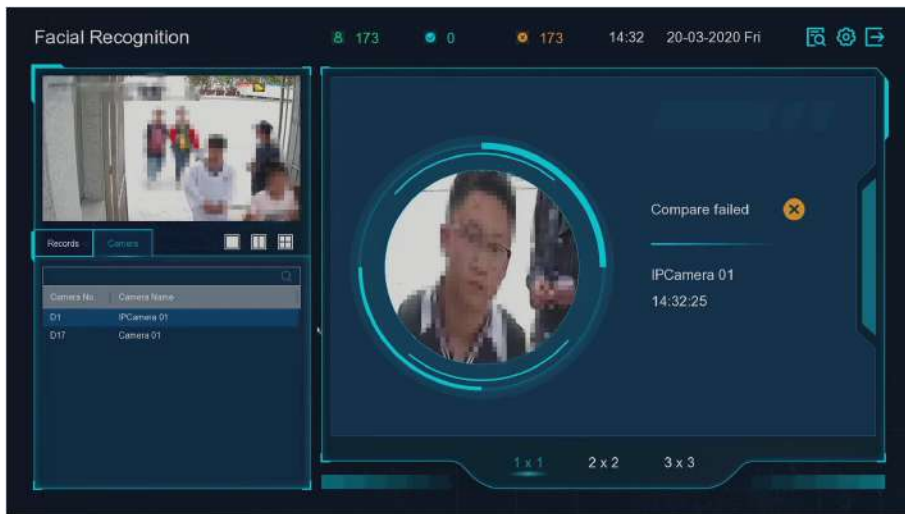 Facial Recognition
173
0
173
14:32
20-03-2020 Fri
Records
Camera
Camera No.
Camera Name
D1
IPCamera 01
D17
Camera 01
Compare failed
IPCamera 01
14:32:25
1 x 1
2 x 2
3 x 3